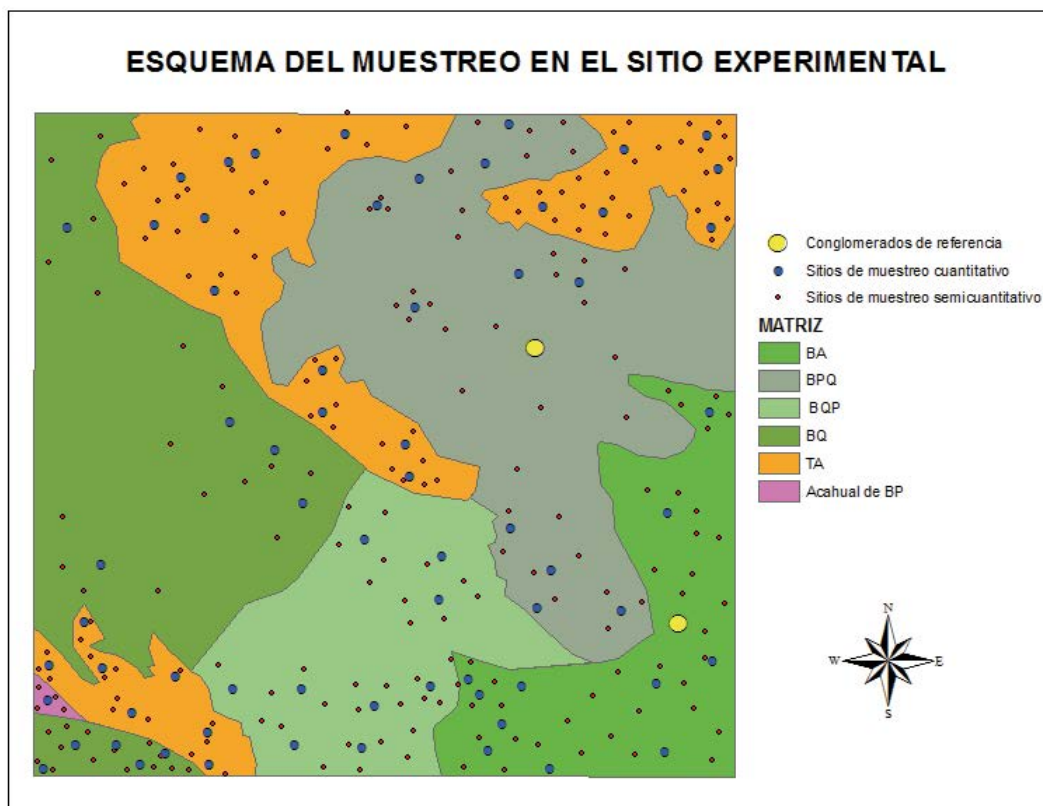 ESQUEMA DEL MUESTREO EN EL SITIO EXPERIMENTAL
Conglomerados de referencia
Sitios de muestreo cuantitativo
Sitios de muestreo semicuantitativo
MATRIZ
BA
BPQ
BQP
BQ
TA
Acahual de BP
N
W
E
S